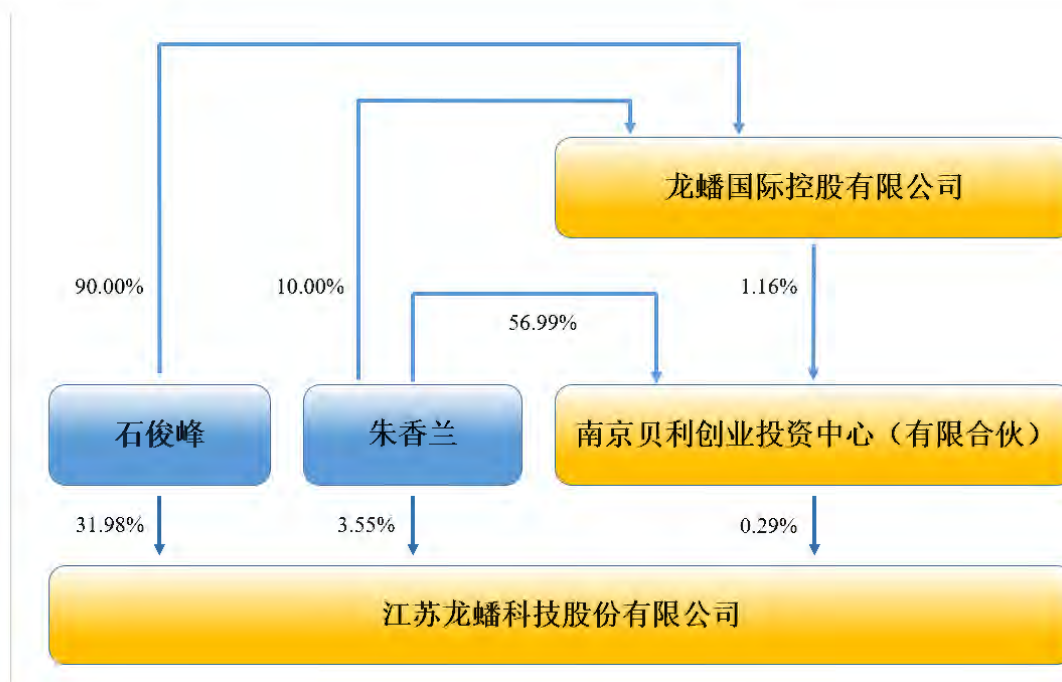 龙蟠国际控股有限公司
90.00%
10.00%
1.16%
56.99%
石俊峰
朱香兰
南京贝利创业投资中心（有限合伙）
31.98%
3.55%
0.29%
江苏龙蟠科技股份有限公司